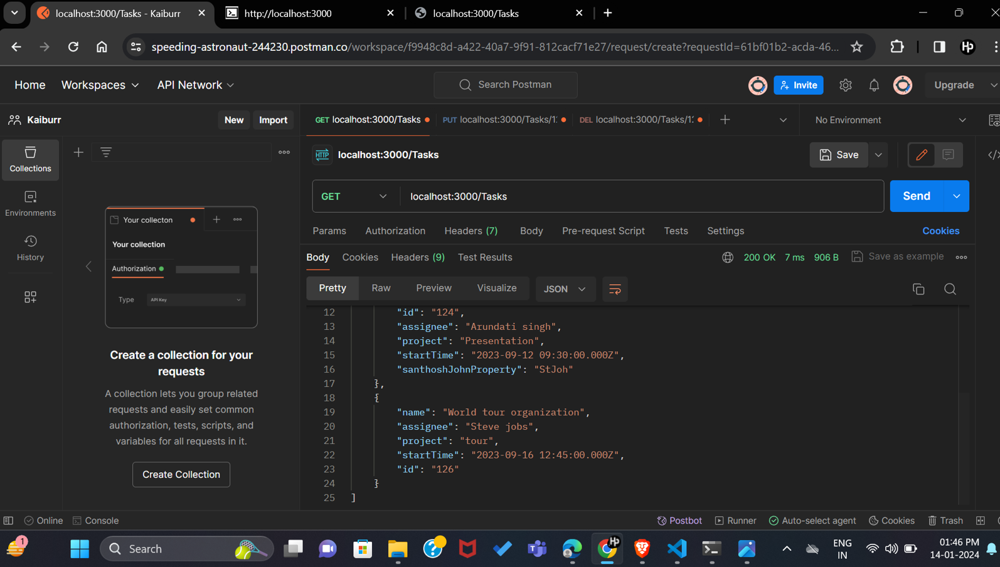 localhost:3000/Tasks - Kaiburr
http://localhost:3000
localhost:3000/Tasks
speeding-astronaut-244230.postman.co/workspace/f9948c8d-a422-40a7-9f91-812cacf71e27/request/create?requestId=61bf01b2-acda-46...
Home Workspaces API Network Search Postman Invite Upgrade
Kaiburr New Import
GET localhost:3000/Tasks PUT localhost:3000/Tasks/1: DEL localhost:3000/Tasks/1: No Environment
Collections
Environments
History
Your collecton
Your collection
Authorization
Type API Key
Create a collection for your
requests
A collection lets you group related
requests and easily set common
authorization, tests, scripts, and
variables for all requests in it.
Create Collection
HTTP localhost:3000/Tasks Save
GET localhost:3000/Tasks Send
Params Authorization Headers (7) Body Pre-request Script Tests Settings Cookies
Body Cookies Headers (9) Test Results 200 OK 7 ms 906 B Save as example
Pretty Raw Preview Visualize JSON
12 "id": "124",
13 "assignee": "Arundati singh",
14 "project": "Presentation",
15 "startTime": "2023-09-12 09:30:00.000Z",
16 "santhoshJohnProperty": "StJoh"
17 },
18 {
19 "name": "World tour organization",
20 "assignee": "Steve jobs",
21 "project": "tour",
22 "startTime": "2023-09-16 12:45:00.000Z",
23 "id": "126"
24 }
25 ]
Online Console Postbot Runner Auto-select agent Cookies Trash
1 Search ENG 01:46 PM
IN 14-01-2024